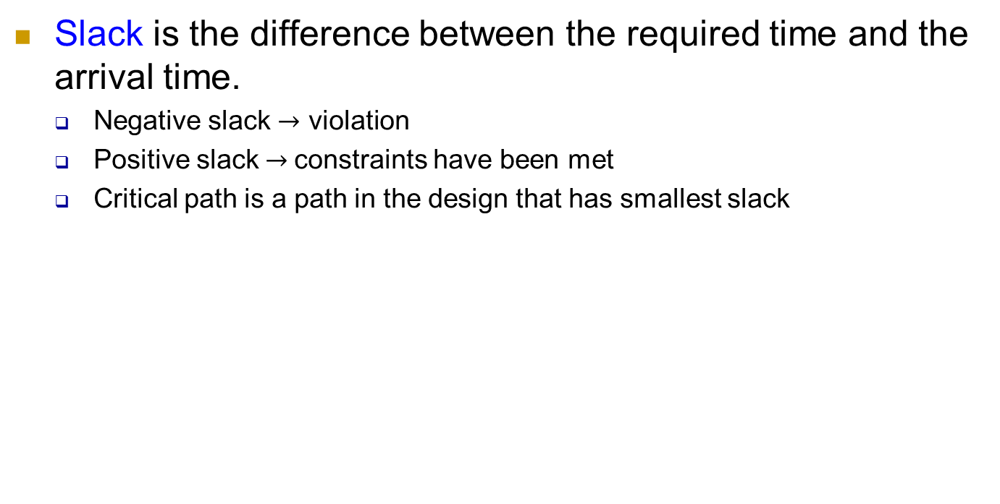 Slack is the difference between the required time and the
arrival time.
Negative slack → violation
Positive slack → constraints have been met
Critical path is a path in the design that has smallest slack